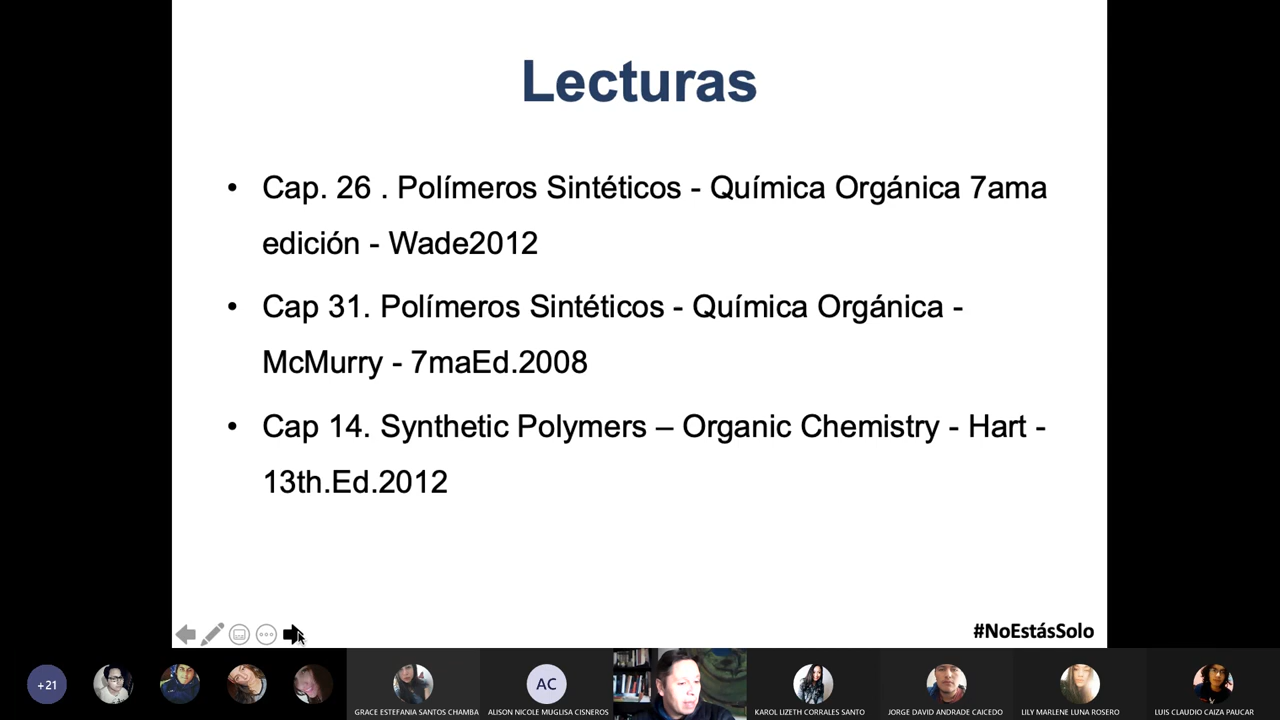 Lecturas
• Cap. 26 . Polímeros Sintéticos - Química Orgánica 7ama
edición - Wade2012
• Cap 31. Polímeros Sintéticos - Química Orgánica -
McMurry - 7maEd.2008
• Cap 14. Synthetic Polymers – Organic Chemistry - Hart -
13th.Ed.2012
#NoEstásSolo
+21
AC
GRACE ESTEFANIA SANTOS CHAMBA
ALISON NICOLE MUGLISA CISNEROS
KAROL LIZETH CORRALES SANTO
JORGE DAVID ANDRADE CAICEDO
LILY MARLENE LUNA ROSERO
LUIS CLAUDIO CAIZA PAUCAR